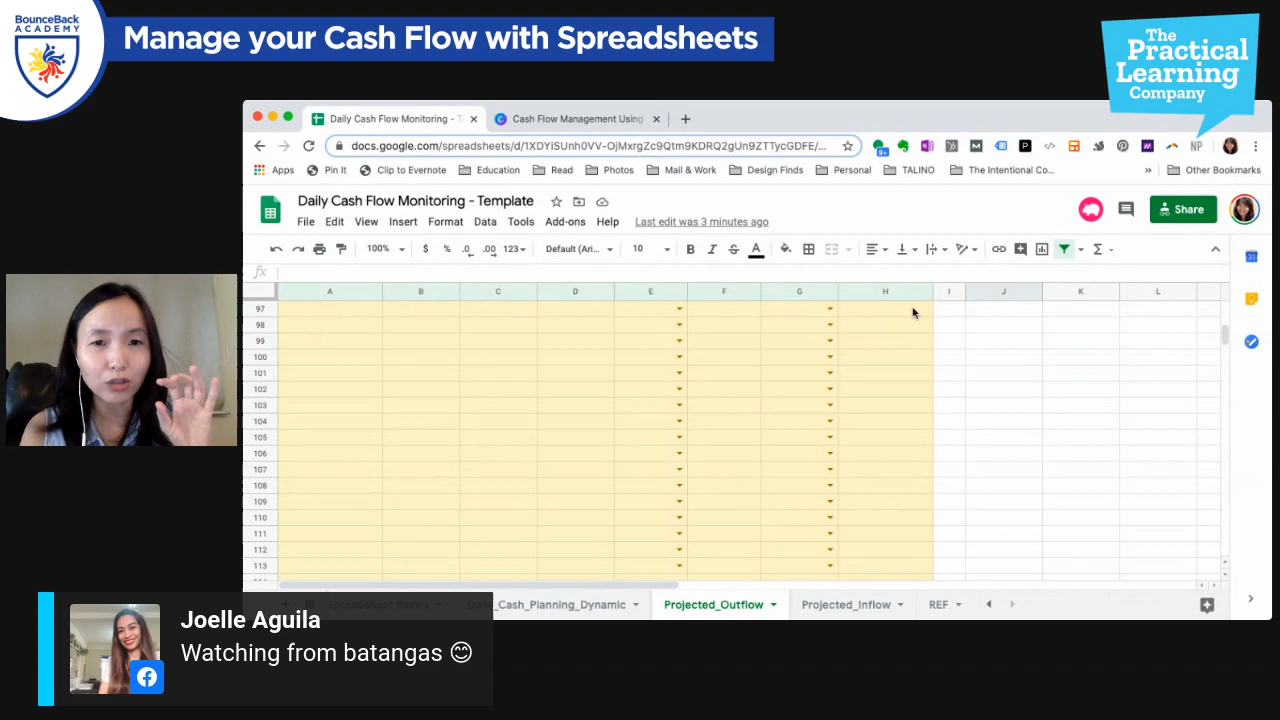 BounceBack
ACADEMY
Manage your Cash Flow with Spreadsheets
The
Practical
Learning
Company
Daily Cash Flow Monitoring - T
Cash Flow Management Using
docs.google.com/spreadsheets/d/1XDYiSUnh0VV-OjMxrgZc9Qtm9KDRQ2gUn9ZTTycGDFE/...
Apps
Pin It
Clip to Evernote
Education
Read
Photos
Mail & Work
Design Finds
Personal
TALINO
The Intentional Co...
»
Other Bookmarks
Daily Cash Flow Monitoring - Template
File Edit View Insert Format Data Tools Add-ons Help Last edit was 3 minutes ago
Share
100% $ % .0 .00 123 Default (Ari... 10 B I S A Σ
fx
A B C D E F G H I J K L
97
98
99
100
101
102
103
104
105
106
107
108
109
110
111
112
113
Spreadsheet Basics
Daily_Cash_Planning_Dynamic
Projected_Outflow
Projected_Inflow
REF
Joelle Aguila
Watching from batangas 😊